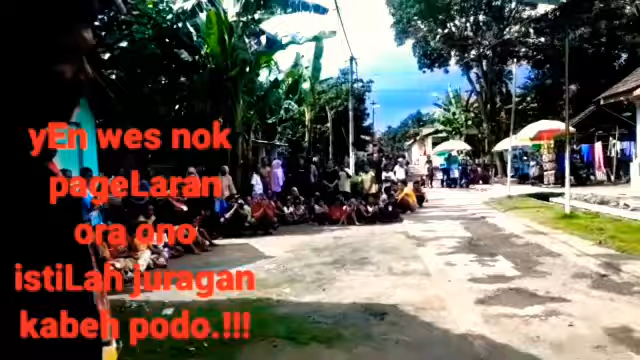 yEn wes nok
pageLaran
ora ono
istiLah juragan
kabeh podo.!!!